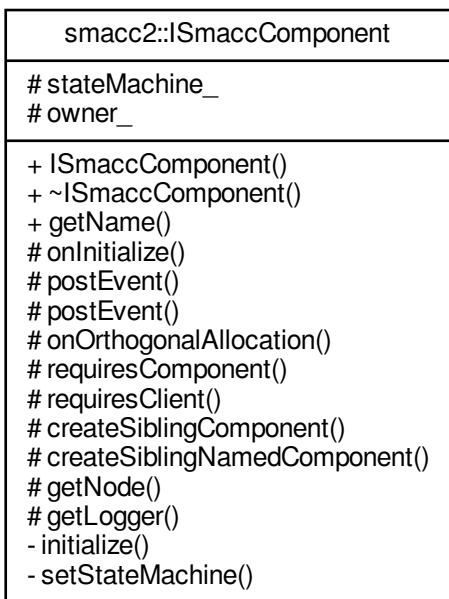 smacc2::ISmaccComponent
# stateMachine_
# owner_
+ ISmaccComponent()
+ ~ISmaccComponent()
+ getName()
# onInitialize()
# postEvent()
# postEvent()
# onOrthogonalAllocation()
# requiresComponent()
# requiresClient()
# createSiblingComponent()
# createSiblingNamedComponent()
# getNode()
# getLogger()
- initialize()
- setStateMachine()